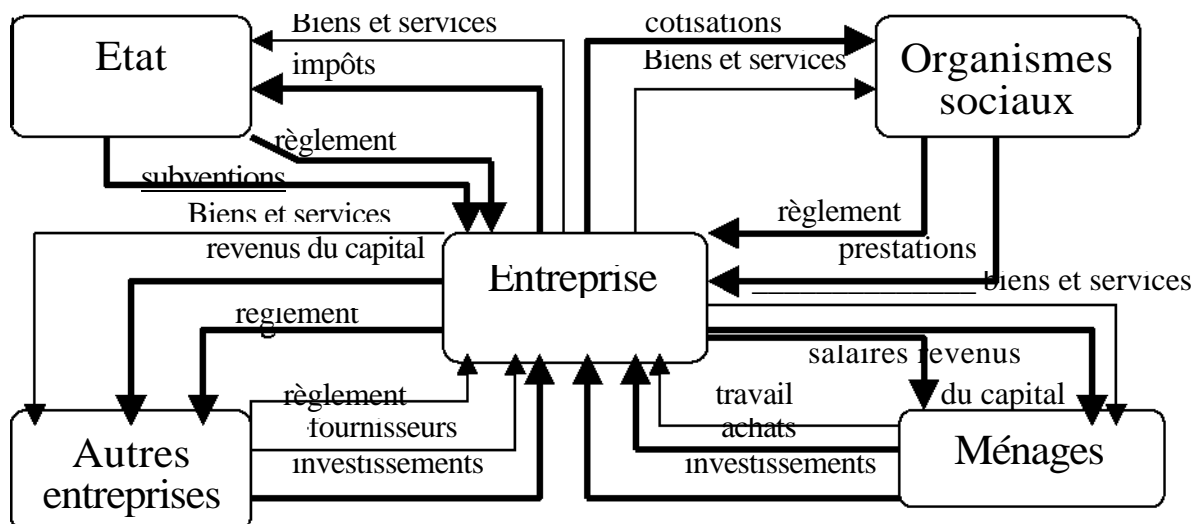 Biens et services
cotisations
Etat
impôts
Biens et services
Organismes
sociaux
règlement
subventions
Biens et services
règlement
revenus du capital
prestations
Entreprise
biens et services
règlement
salaires revenus
règlement
travail
du capital
fournisseurs
achats
Autres
entreprises
investissements
investissements
Ménages